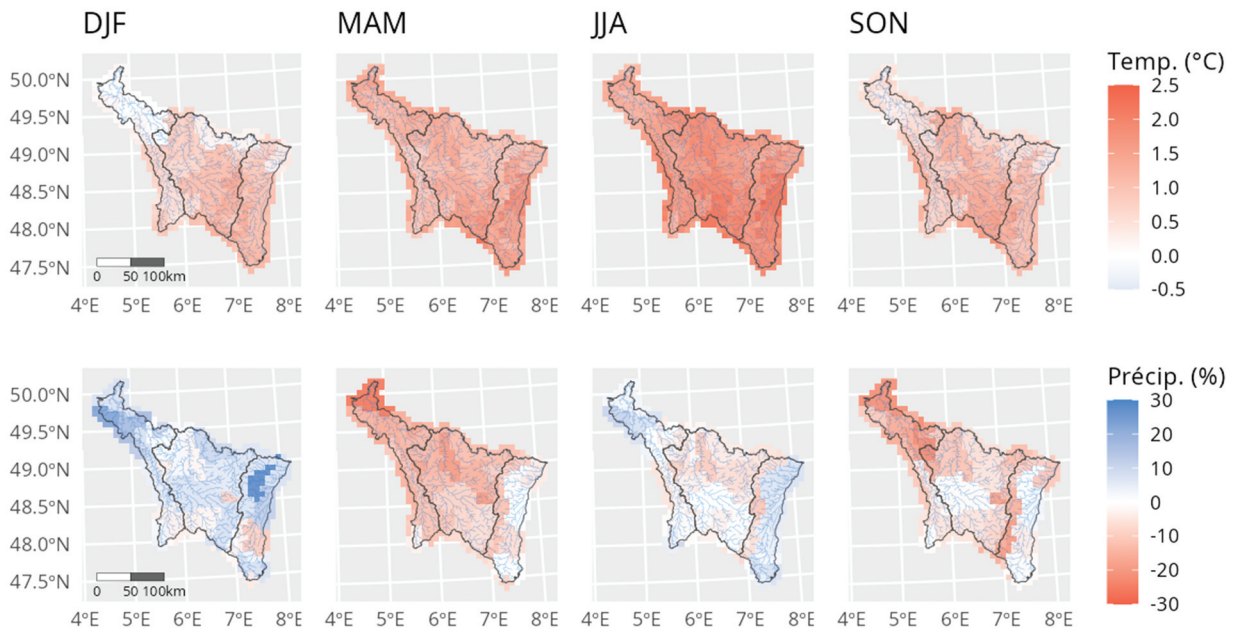 DJF MAM JJA SON
Temp. (°C)
50.0°N
49.5°N
49.0°N
48.5°N
48.0°N
47.5°N
2.5
2.0
1.5
1.0
0.5
0.0
-0.5
0 50 100km
4°E 5°E 6°E 7°E 8°E 4°E 5°E 6°E 7°E 8°E 4°E 5°E 6°E 7°E 8°E 4°E 5°E 6°E 7°E 8°E
Précip. (%)
50.0°N
49.5°N
49.0°N
48.5°N
48.0°N
47.5°N
30
20
10
0
-10
-20
-30
0 50 100km
4°E 5°E 6°E 7°E 8°E 4°E 5°E 6°E 7°E 8°E 4°E 5°E 6°E 7°E 8°E 4°E 5°E 6°E 7°E 8°E